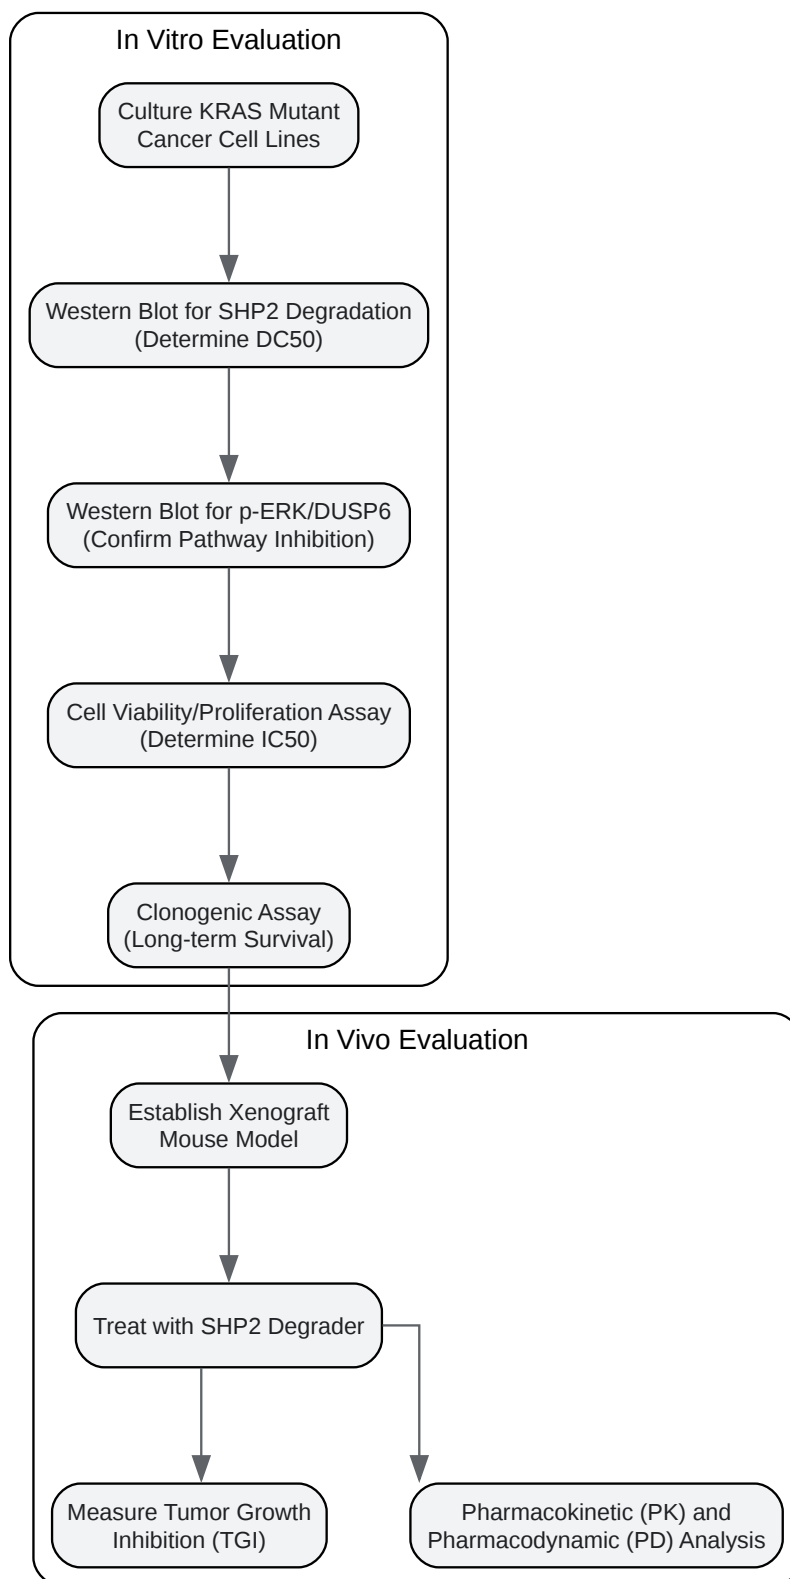 In Vitro Evaluation
Culture KRAS Mutant
Cancer Cell Lines
Western Blot for SHP2 Degradation
(Determine DC50)
Western Blot for p-ERK/DUSP6
(Confirm Pathway Inhibition)
Cell Viability/Proliferation Assay
(Determine IC50)
Clonogenic Assay
(Long-term Survival)
In Vivo Evaluation
Establish Xenograft
Mouse Model
Treat with SHP2 Degrader
Measure Tumor Growth
Inhibition (TGI)
Pharmacokinetic (PK) and
Pharmacodynamic (PD) Analysis